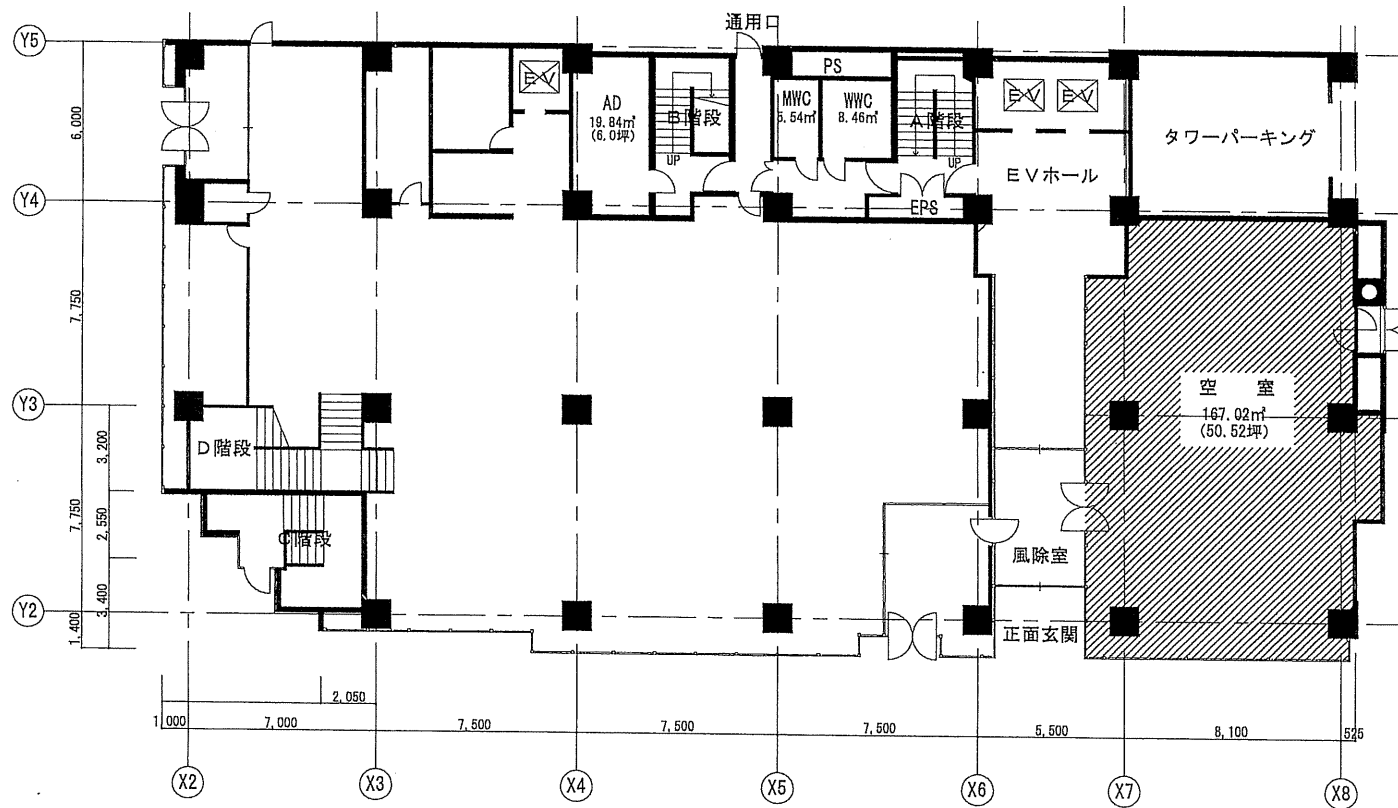 通用口
Y5
PS
EV
EV
EV
AD
19.84㎡
(6.0坪)
B階段
UP
MWC
5.54㎡
WWC
8.46㎡
A階段
UP
タワーパーキング
EVホール
6,000
Y4
EPS
7,750
空 室
167.02㎡
(50.52坪)
Y3
D階段
3,200
7,750
2,550
C階段
風除室
3,400
Y2
1,400
正面玄関
2,050
1,000
7,000
7,500
7,500
7,500
5,500
8,100
525
X2
X3
X4
X5
X6
X7
X8